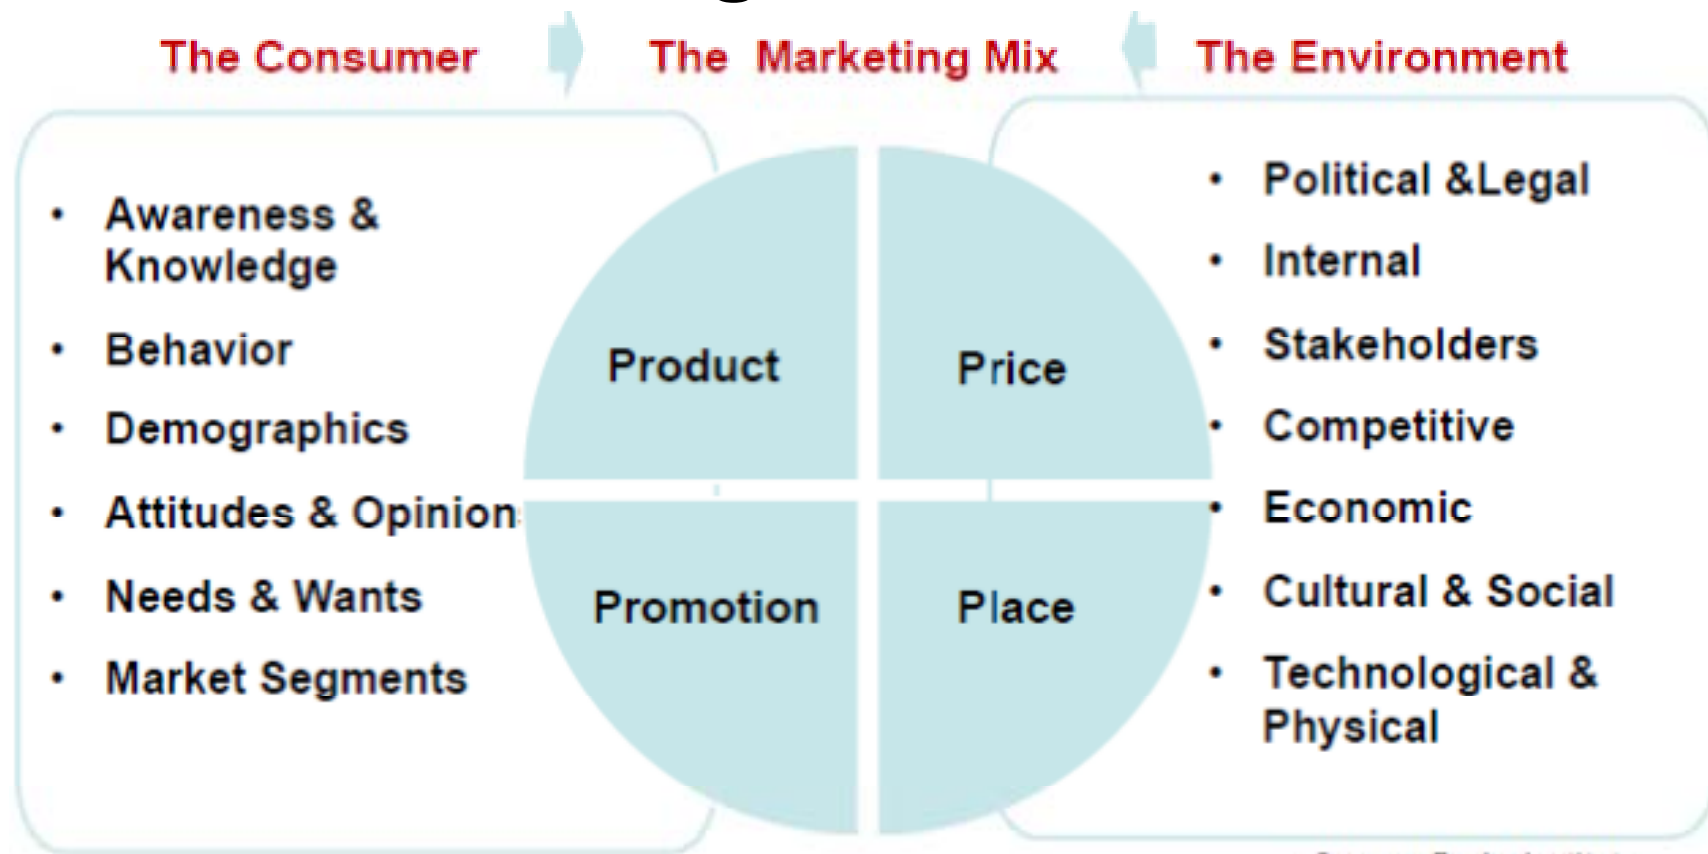 The Consumer
The Marketing Mix
The Environment
• Awareness &
Knowledge
• Behavior
• Demographics
• Attitudes & Opinion
• Needs & Wants
• Market Segments
Product
Price
Promotion
Place
• Political &Legal
• Internal
• Stakeholders
• Competitive
• Economic
• Cultural & Social
• Technological &
Physical